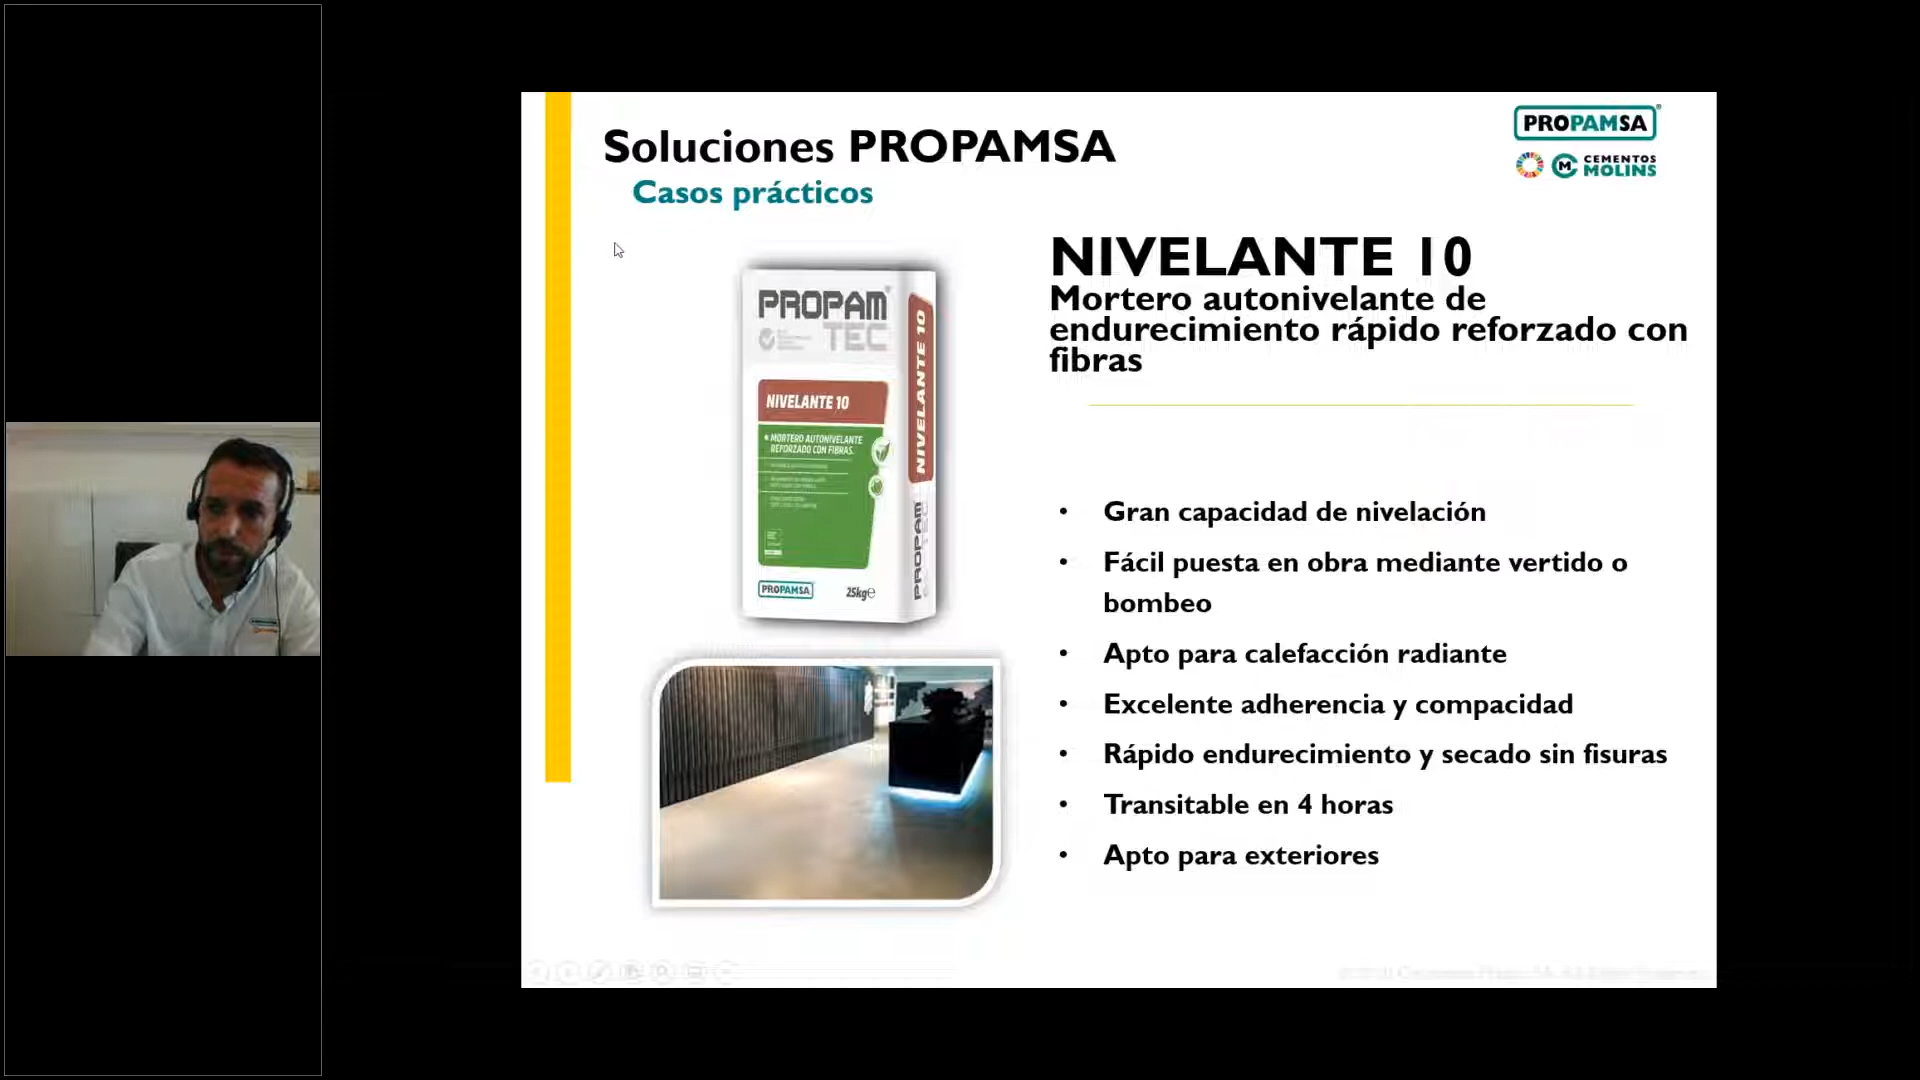 Soluciones PROPAMSA
Casos prácticos
PROPAMSA
CEMENTOS
MOLINS
NIVELANTE 10
Mortero autonivelante de
endurecimiento rápido reforzado con
fibras
PROPAM
TEC
NIVELANTE 10
MORTERO AUTONIVELANTE
REFORZADO CON FIBRAS.
PROPAMSA
25kg℮
NIVELANTE 10
PROPAM
TEC
• Gran capacidad de nivelación
• Fácil puesta en obra mediante vertido o
bombeo
• Apto para calefacción radiante
• Excelente adherencia y compacidad
• Rápido endurecimiento y secado sin fisuras
• Transitable en 4 horas
• Apto para exteriores